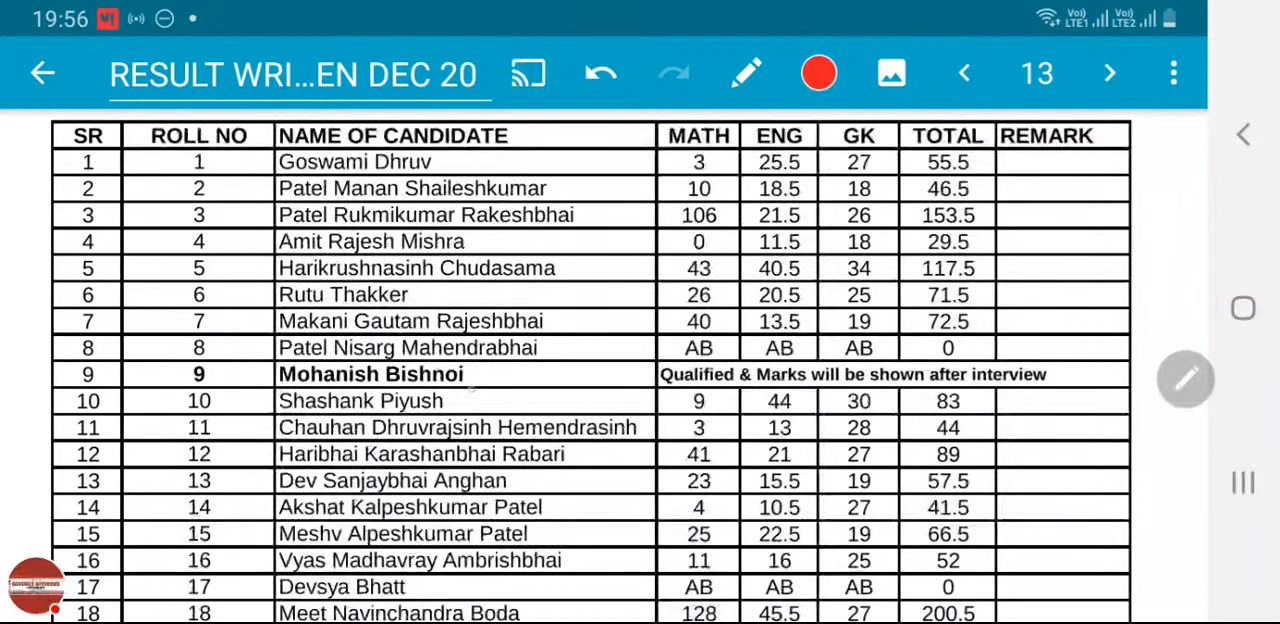 19:56 VI VoI) LTE1 VoI) LTE2
RESULT WRI...EN DEC 20 13
SR ROLL NO NAME OF CANDIDATE MATH ENG GK TOTAL REMARK
1 1 Goswami Dhruv 3 25.5 27 55.5
2 2 Patel Manan Shaileshkumar 10 18.5 18 46.5
3 3 Patel Rukmikumar Rakeshbhai 106 21.5 26 153.5
4 4 Amit Rajesh Mishra 0 11.5 18 29.5
5 5 Harikrushnasinh Chudasama 43 40.5 34 117.5
6 6 Rutu Thakker 26 20.5 25 71.5
7 7 Makani Gautam Rajeshbhai 40 13.5 19 72.5
8 8 Patel Nisarg Mahendrabhai AB AB AB 0
9 9 Mohanish Bishnoi Qualified & Marks will be shown after interview
10 10 Shashank Piyush 9 44 30 83
11 11 Chauhan Dhruvrajsinh Hemendrasinh 3 13 28 44
12 12 Haribhai Karashanbhai Rabari 41 21 27 89
13 13 Dev Sanjaybhai Anghan 23 15.5 19 57.5
14 14 Akshat Kalpeshkumar Patel 4 10.5 27 41.5
15 15 Meshv Alpeshkumar Patel 25 22.5 19 66.5
16 16 Vyas Madhavray Ambrishbhai 11 16 25 52
17 17 Devsya Bhatt AB AB AB 0
18 18 Meet Navinchandra Boda 128 45.5 27 200.5